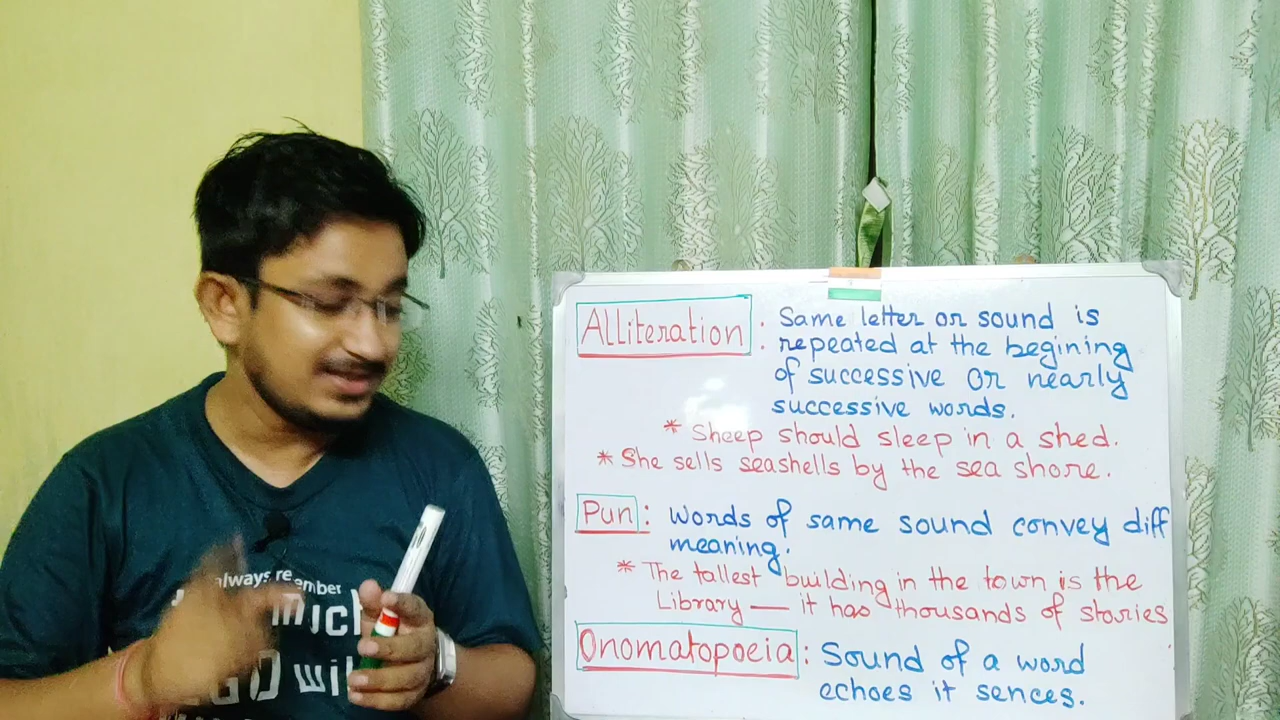 Alliteration : Same letter or sound is
repeated at the begining
of successive or nearly
successive words.
* Sheep should sleep in a shed.
* She sells seashells by the sea shore.
Pun : Words of same sound convey diff
meaning.
* The tallest building in the town is the
Library — it has thousands of stories
Onomatopoeia : Sound of a word
echoes it sences.
always remember